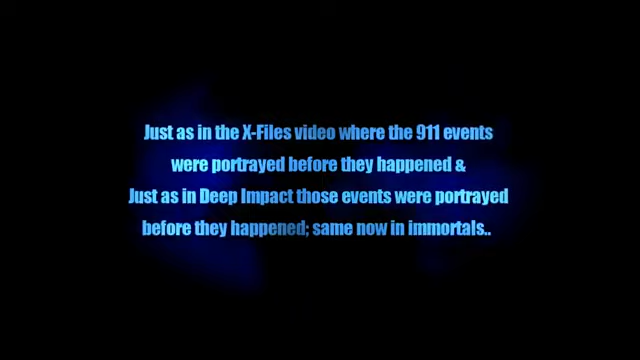 Just as in the X-Files video where the 911 events
were portrayed before they happened &
Just as in Deep Impact those events were portrayed
before they happened; same now in immortals..